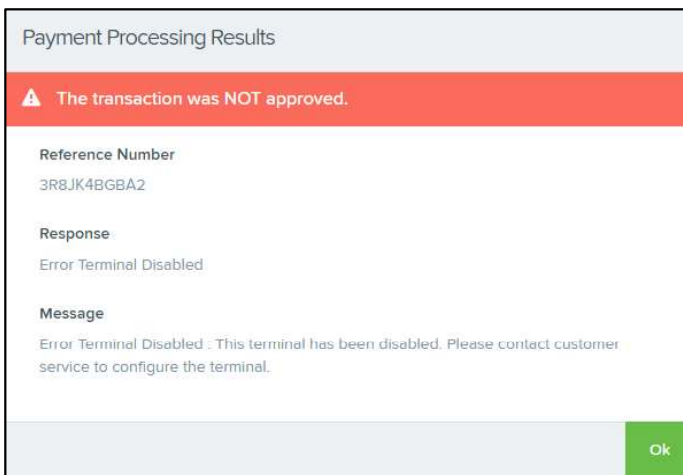 Payment Processing Results
The transaction was NOT approved.
Reference Number
3R8JK4BGBA2
Response
Error Terminal Disabled
Message
Error Terminal Disabled : This terminal has been disabled. Please contact customer
service to configure the terminal.
Ok